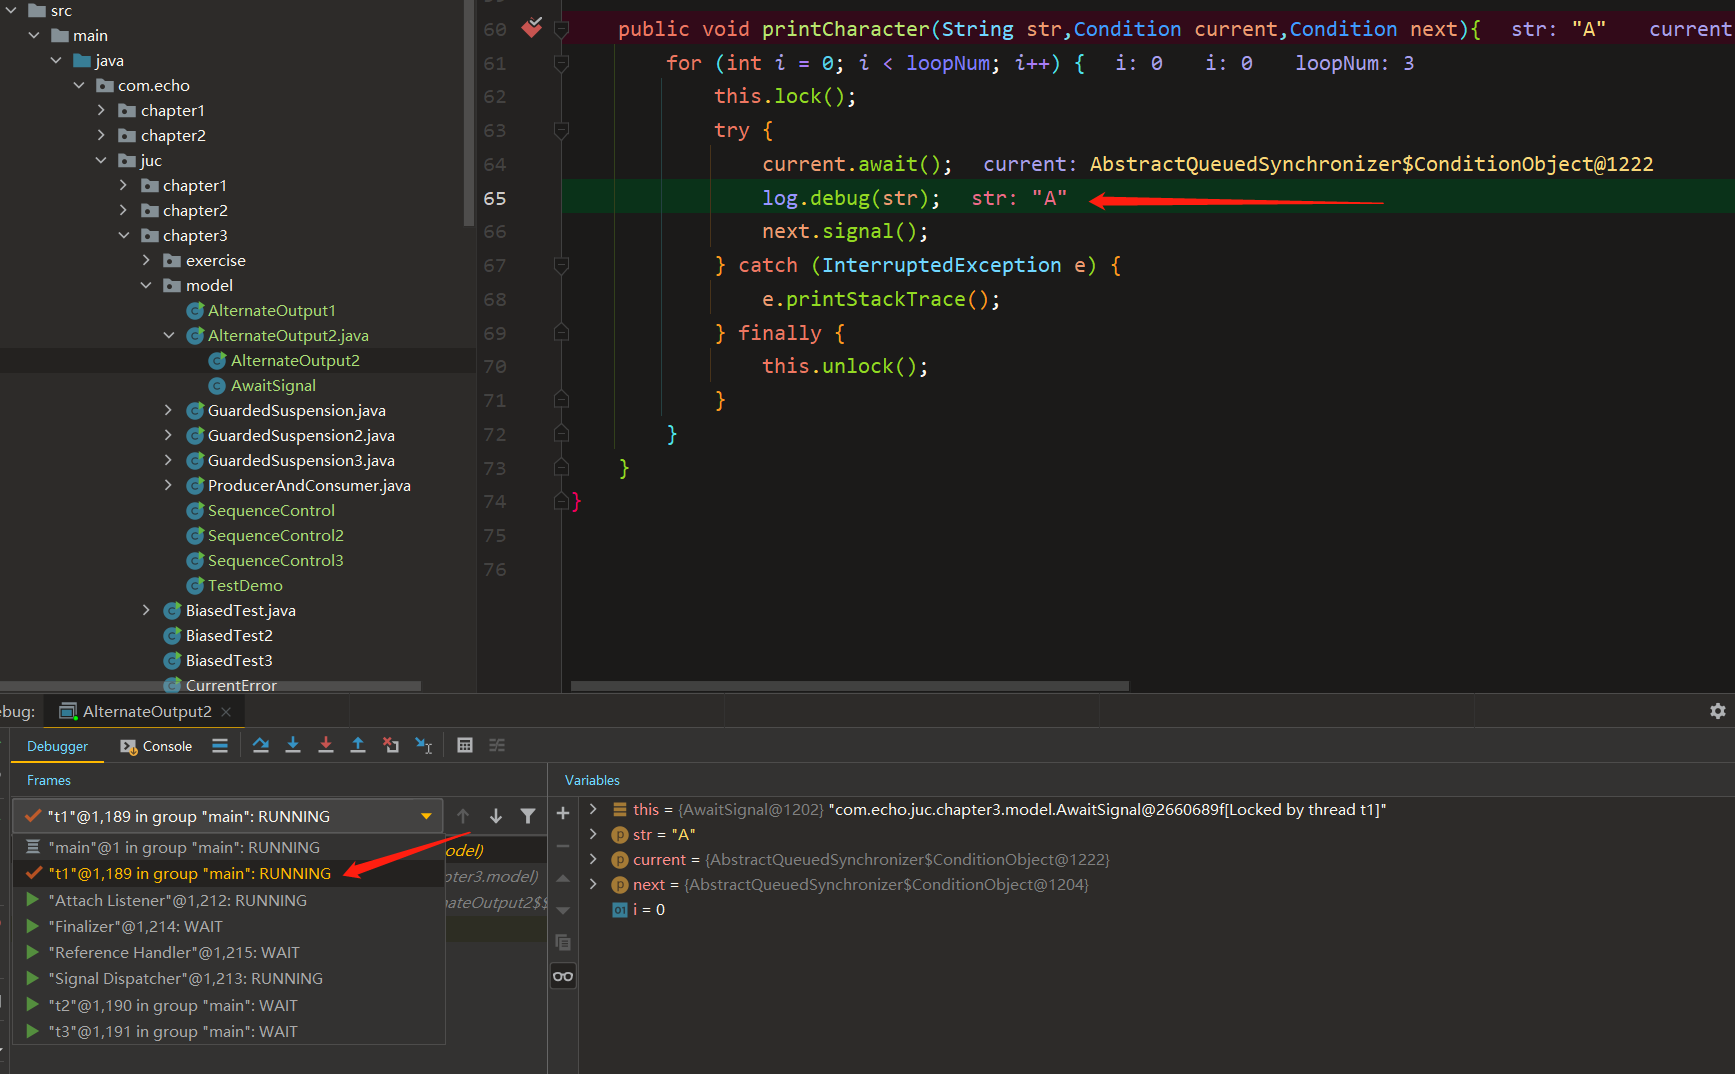 src
main
java
com.echo
chapter1
chapter2
juc
chapter1
chapter2
chapter3
exercise
model
AlternateOutput1
AlternateOutput2.java
AlternateOutput2
AwaitSignal
GuardedSuspension.java
GuardedSuspension2.java
GuardedSuspension3.java
ProducerAndConsumer.java
SequenceControl
SequenceControl2
SequenceControl3
TestDemo
BiasedTest.java
BiasedTest2
BiasedTest3
CurrentError
60 public void printCharacter(String str,Condition current,Condition next){ str: "A" current
61 for (int i = 0; i < loopNum; i++) { i: 0 i: 0 loopNum: 3
62 this.lock();
63 try {
64 current.await(); current: AbstractQueuedSynchronizer$ConditionObject@1222
65 log.debug(str); str: "A"
66 next.signal();
67 } catch (InterruptedException e) {
68 e.printStackTrace();
69 } finally {
70 this.unlock();
71 }
72 }
73 }
74 }
75
76
ebug: AlternateOutput2
Debugger Console
Frames
"t1"@1,189 in group "main": RUNNING
"main"@1 in group "main": RUNNING
"t1"@1,189 in group "main": RUNNING
"Attach Listener"@1,212: RUNNING
"Finalizer"@1,214: WAIT
"Reference Handler"@1,215: WAIT
"Signal Dispatcher"@1,213: RUNNING
"t2"@1,190 in group "main": WAIT
"t3"@1,191 in group "main": WAIT
odel)
pter3.model)
nateOutput2$$
Variables
this = {AwaitSignal@1202} "com.echo.juc.chapter3.model.AwaitSignal@2660689f[Locked by thread t1]"
str = "A"
current = {AbstractQueuedSynchronizer$ConditionObject@1222}
next = {AbstractQueuedSynchronizer$ConditionObject@1204}
i = 0